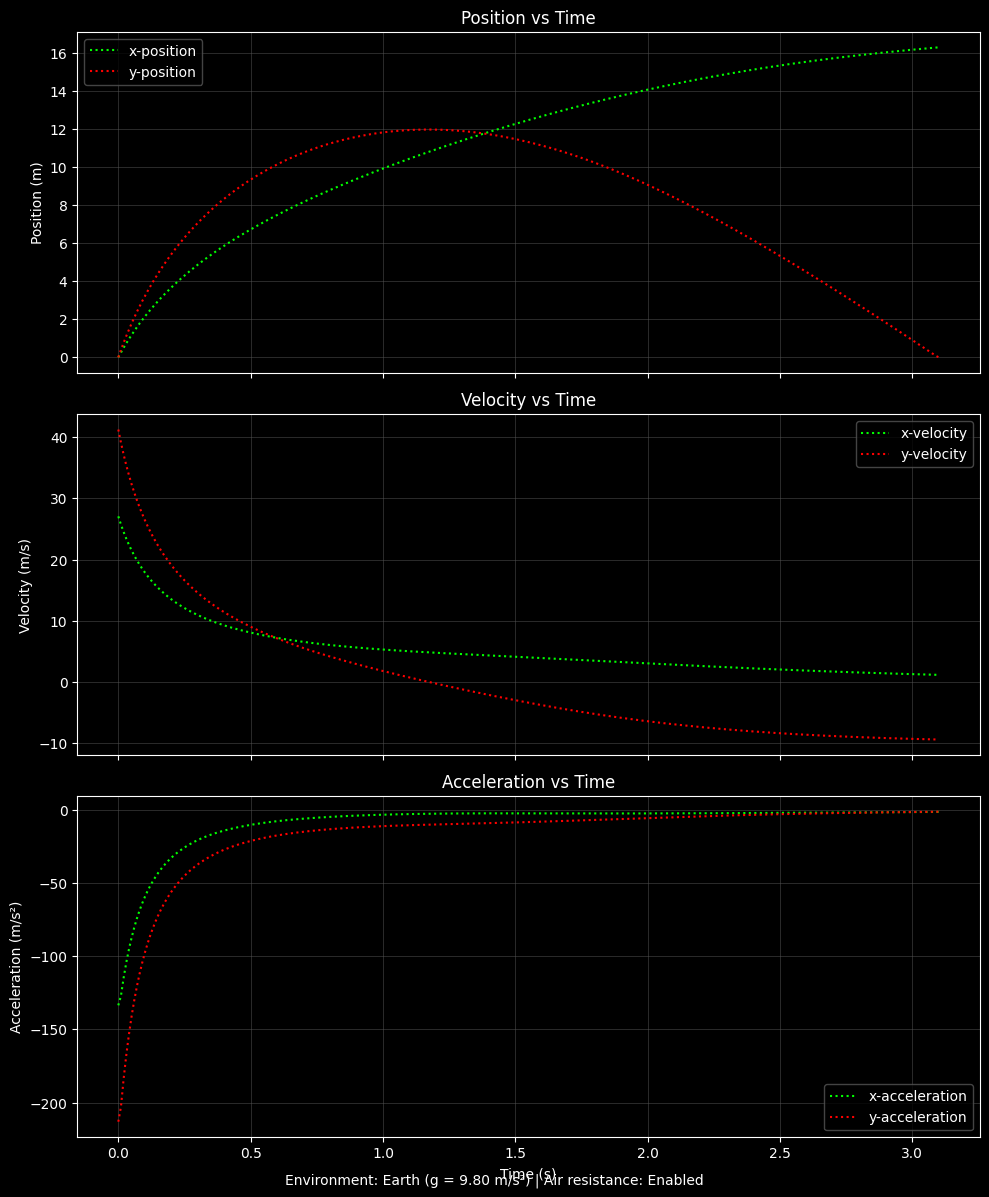 Position vs Time
x-position
y-position
16
14
12
10
8
6
4
2
0
Position (m)
Velocity vs Time
x-velocity
y-velocity
40
30
20
10
0
−10
Velocity (m/s)
Acceleration vs Time
0
−50
−100
−150
−200
Acceleration (m/s²)
x-acceleration
y-acceleration
0.0 0.5 1.0 1.5 2.0 2.5 3.0
Time (s)
Environment: Earth (g = 9.80 m/s²) | Air resistance: Enabled